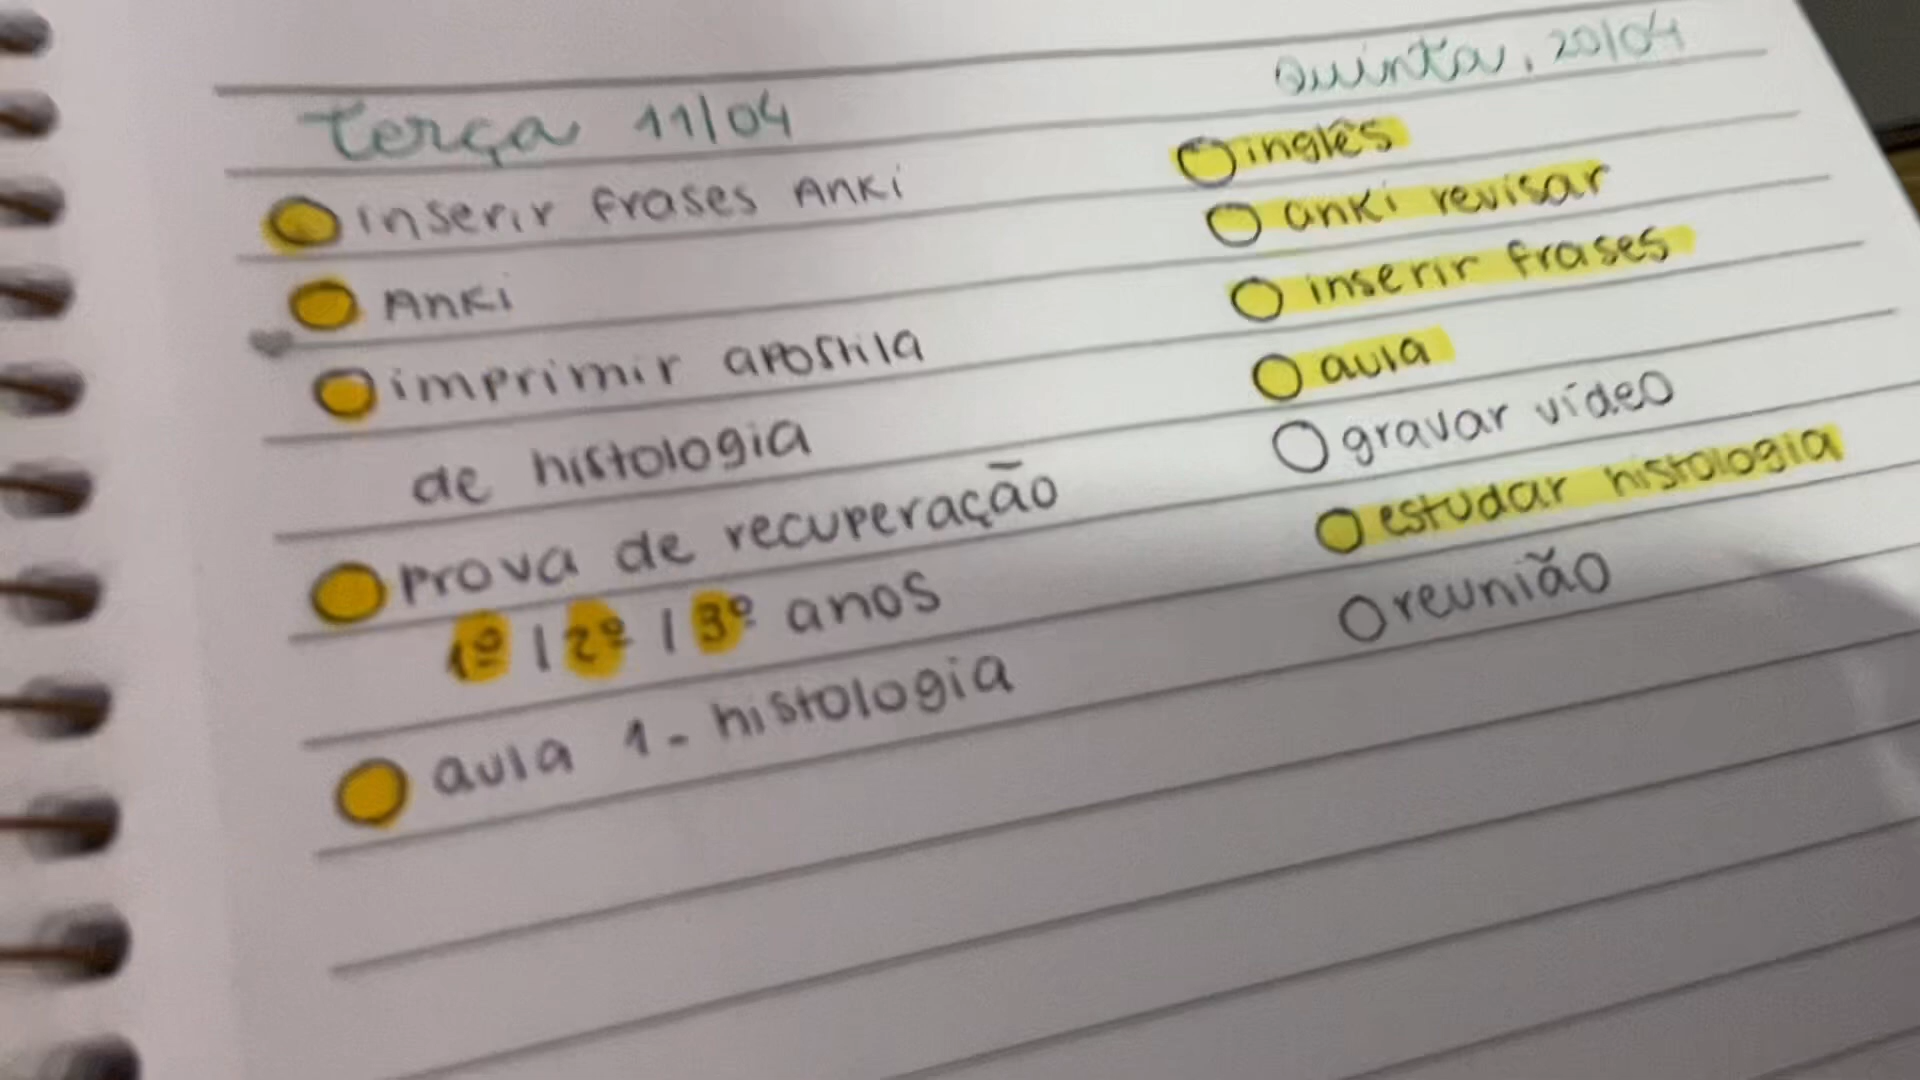 terça 11/04
inserir frases Anki
Anki
imprimir apostila
de histologia
prova de recuperação
1º | 2º | 3º anos
aula 1 - histologia
Quinta, 20/04
inglês
anki revisar
inserir frases
aula
gravar vídeo
estudar histologia
reunião